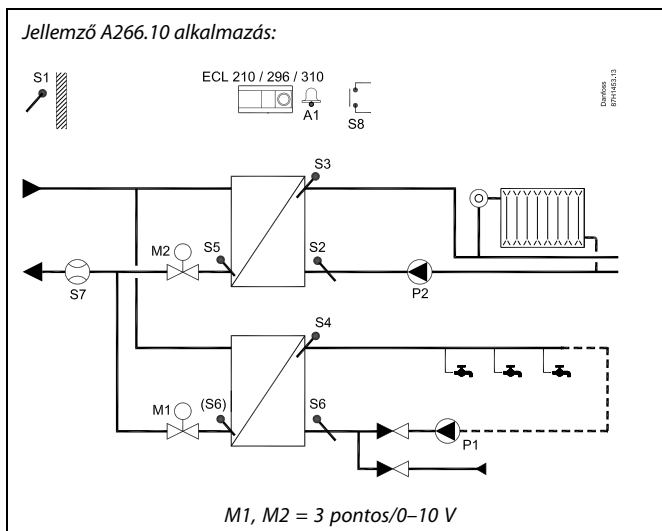 Jellemző A266.10 alkalmazás:
S1
ECL 210 / 296 / 310
A1
S8
Danfoss
87H1453.13
S3
M2
S5
S2
S7
P2
S4
M1
(S6)
S6
P1
M1, M2 = 3 pontos/0–10 V